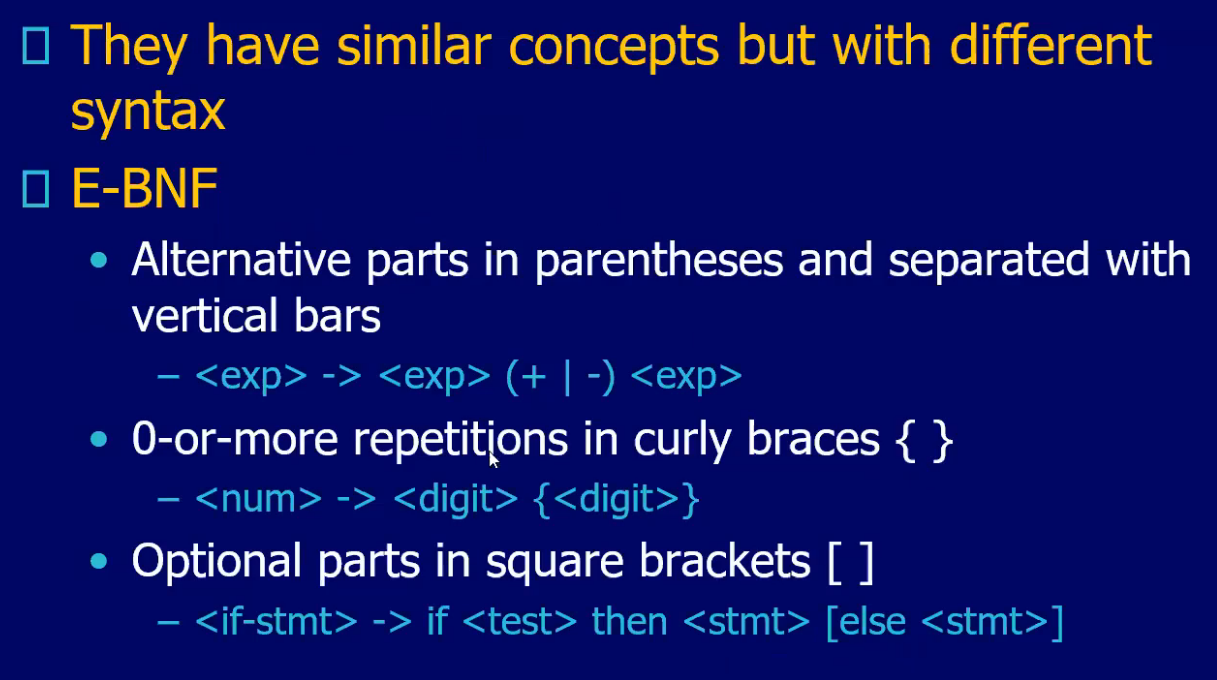 They have similar concepts but with different
syntax
E-BNF
• Alternative parts in parentheses and separated with
vertical bars
– <exp> -> <exp> (+ | -) <exp>
• 0-or-more repetitions in curly braces { }
– <num> -> <digit> {<digit>}
• Optional parts in square brackets [ ]
– <if-stmt> -> if <test> then <stmt> [else <stmt>]